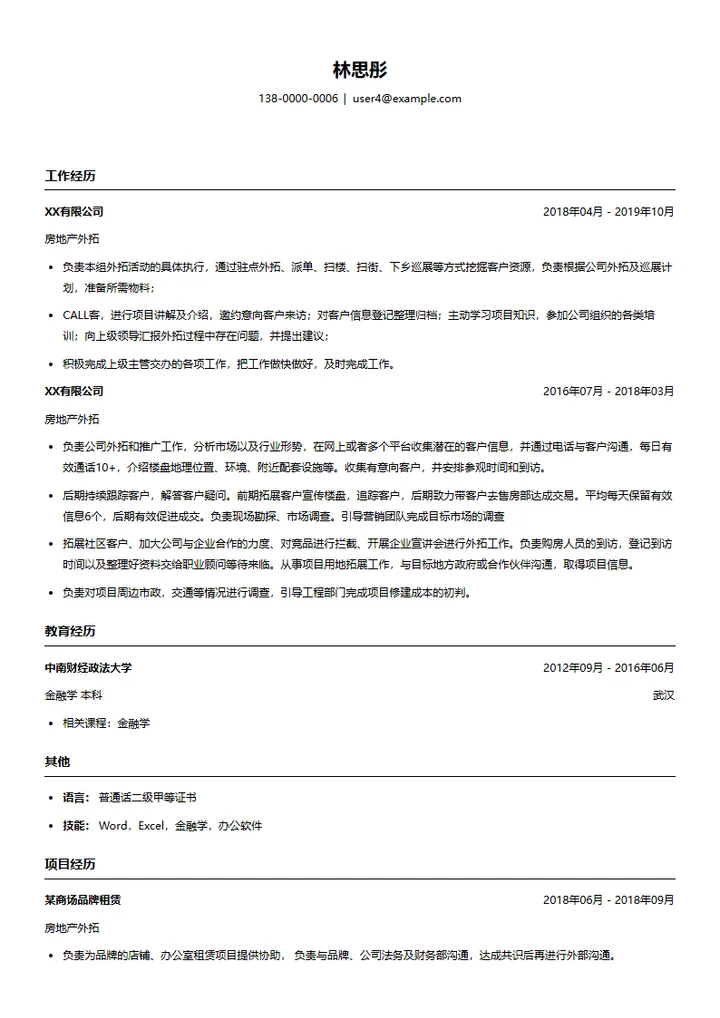 林思彤
138-0000-0006 | user4@example.com
工作经历
XX有限公司 2018年04月 - 2019年10月
房地产外拓
• 负责本组外拓活动的具体执行，通过驻点外拓、派单、扫楼、扫街、下乡巡展等方式挖掘客户资源，负责根据公司外拓及巡展计
划，准备所需物料；
• CALL客，进行项目讲解及介绍，邀约意向客户来访；对客户信息登记整理归档；主动学习项目知识，参加公司组织的各类培
训；向上级领导汇报外拓过程中存在问题，并提出建议；
• 积极完成上级主管交办的各项工作，把工作做快做好，及时完成工作。
XX有限公司 2016年07月 - 2018年03月
房地产外拓
• 负责公司外拓和推广工作，分析市场以及行业形势，在网上或者多个平台收集潜在的客户信息，并通过电话与客户沟通，每日有
效通话10+，介绍楼盘地理位置、环境、附近配套设施等。收集有意向客户，并安排参观时间和到访。
• 后期持续跟踪客户，解答客户疑问。前期拓展客户宣传楼盘，追踪客户，后期致力带客户去售房部达成交易。平均每天保留有效
信息6个，后期有效促进成交。负责现场勘探、市场调查。引导营销团队完成目标市场的调查
• 拓展社区客户、加大公司与企业合作的力度、对竞品进行拦截、开展企业宣讲会进行外拓工作。负责购房人员的到访，登记到访
时间以及整理好资料交给职业顾问等待来临。从事项目用地拓展工作，与目标地方政府或合作伙伴沟通，取得项目信息。
• 负责对项目周边市政，交通等情况进行调查，引导工程部门完成项目修建成本的初判。
教育经历
中南财经政法大学 2012年09月 - 2016年06月
金融学 本科 武汉
• 相关课程：金融学
其他
• 语言： 普通话二级甲等证书
• 技能： Word，Excel，金融学，办公软件
项目经历
某商场品牌租赁 2018年06月 - 2018年09月
房地产外拓
• 负责为品牌的店铺、办公室租赁项目提供协助， 负责与品牌、公司法务及财务部沟通，达成共识后再进行外部沟通。